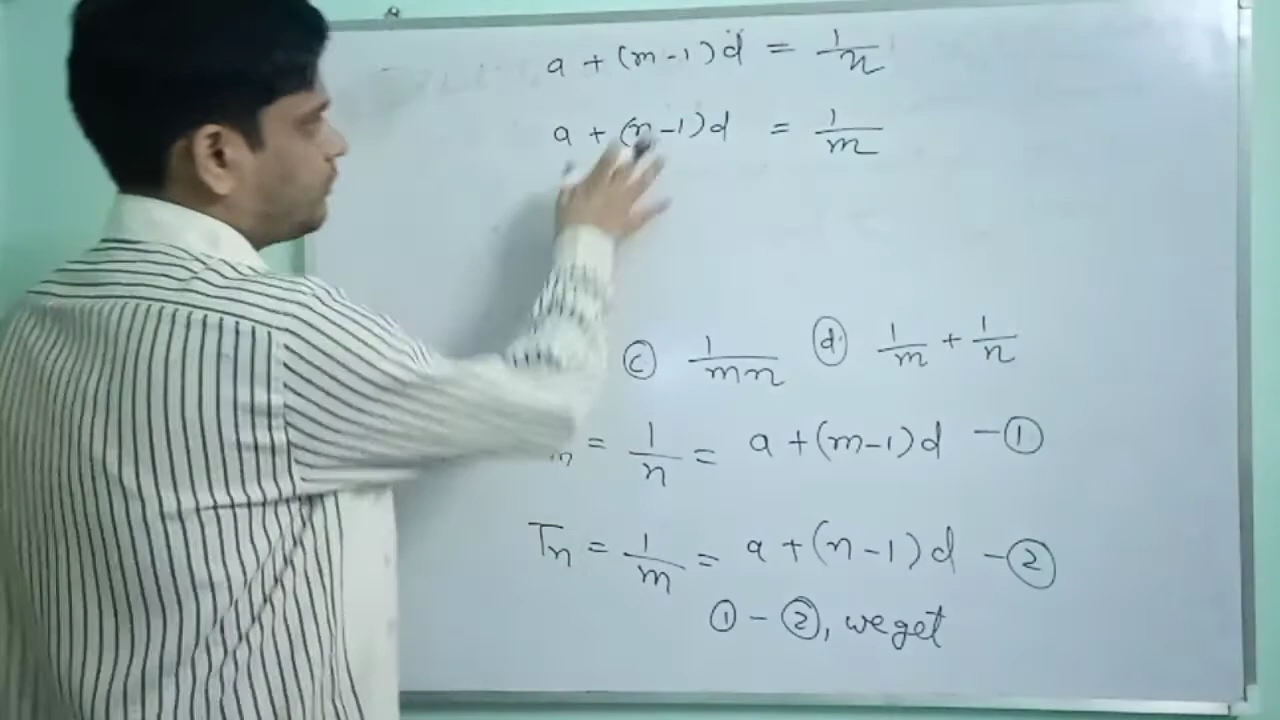 a + (m-1)d = 1/n
a + (n-1)d = 1/m
ⓒ 1/mn ⓓ 1/m + 1/n
m = 1/n = a + (m-1)d - ①
Tn = 1/m = a + (n-1)d - ②
① - ②, we get